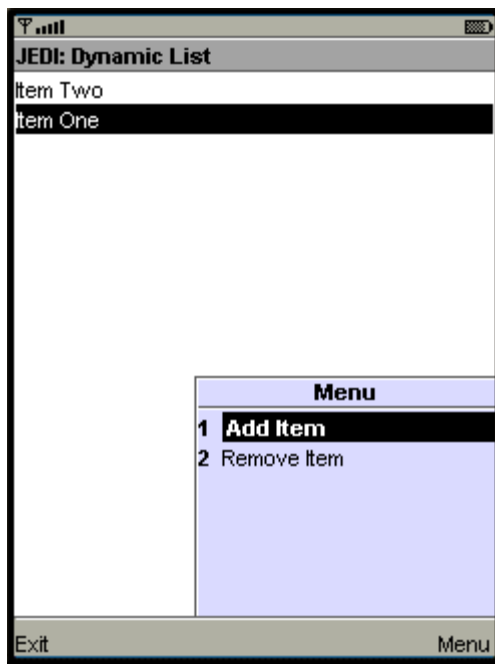 JEDI: Dynamic List
Item Two
Item One
Menu
1 Add Item
2 Remove Item
Exit Menu